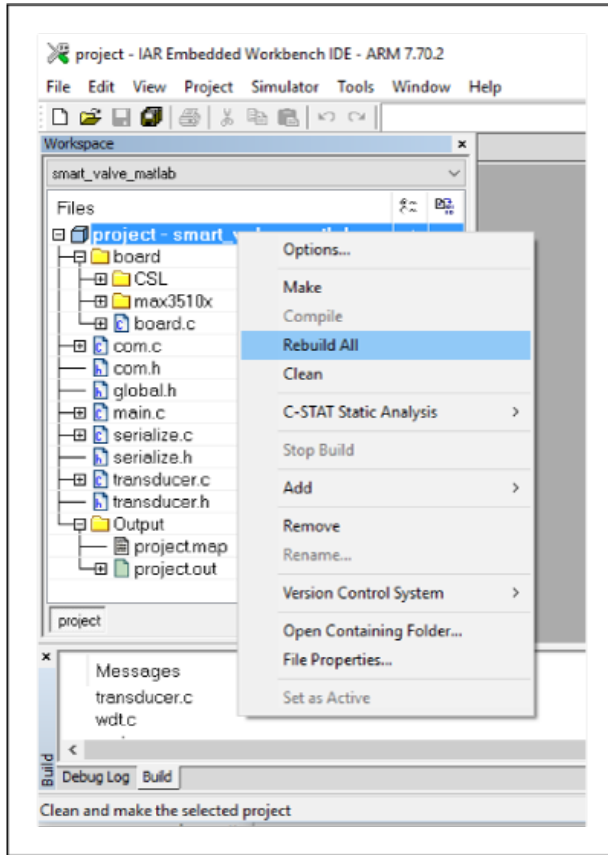 project - IAR Embedded Workbench IDE - ARM 7.70.2
File Edit View Project Simulator Tools Window Help
Workspace
smart_valve_matlab
Files
project - smart_
board
CSL
max3510x
board.c
com.c
com.h
global.h
main.c
serialize.c
serialize.h
transducer.c
transducer.h
Output
project.map
project.out
project
Options...
Make
Compile
Rebuild All
Clean
C-STAT Static Analysis
Stop Build
Add
Remove
Rename...
Version Control System
Open Containing Folder...
File Properties...
Set as Active
Messages
transducer.c
wdt.c
Build
Debug Log Build
Clean and make the selected project